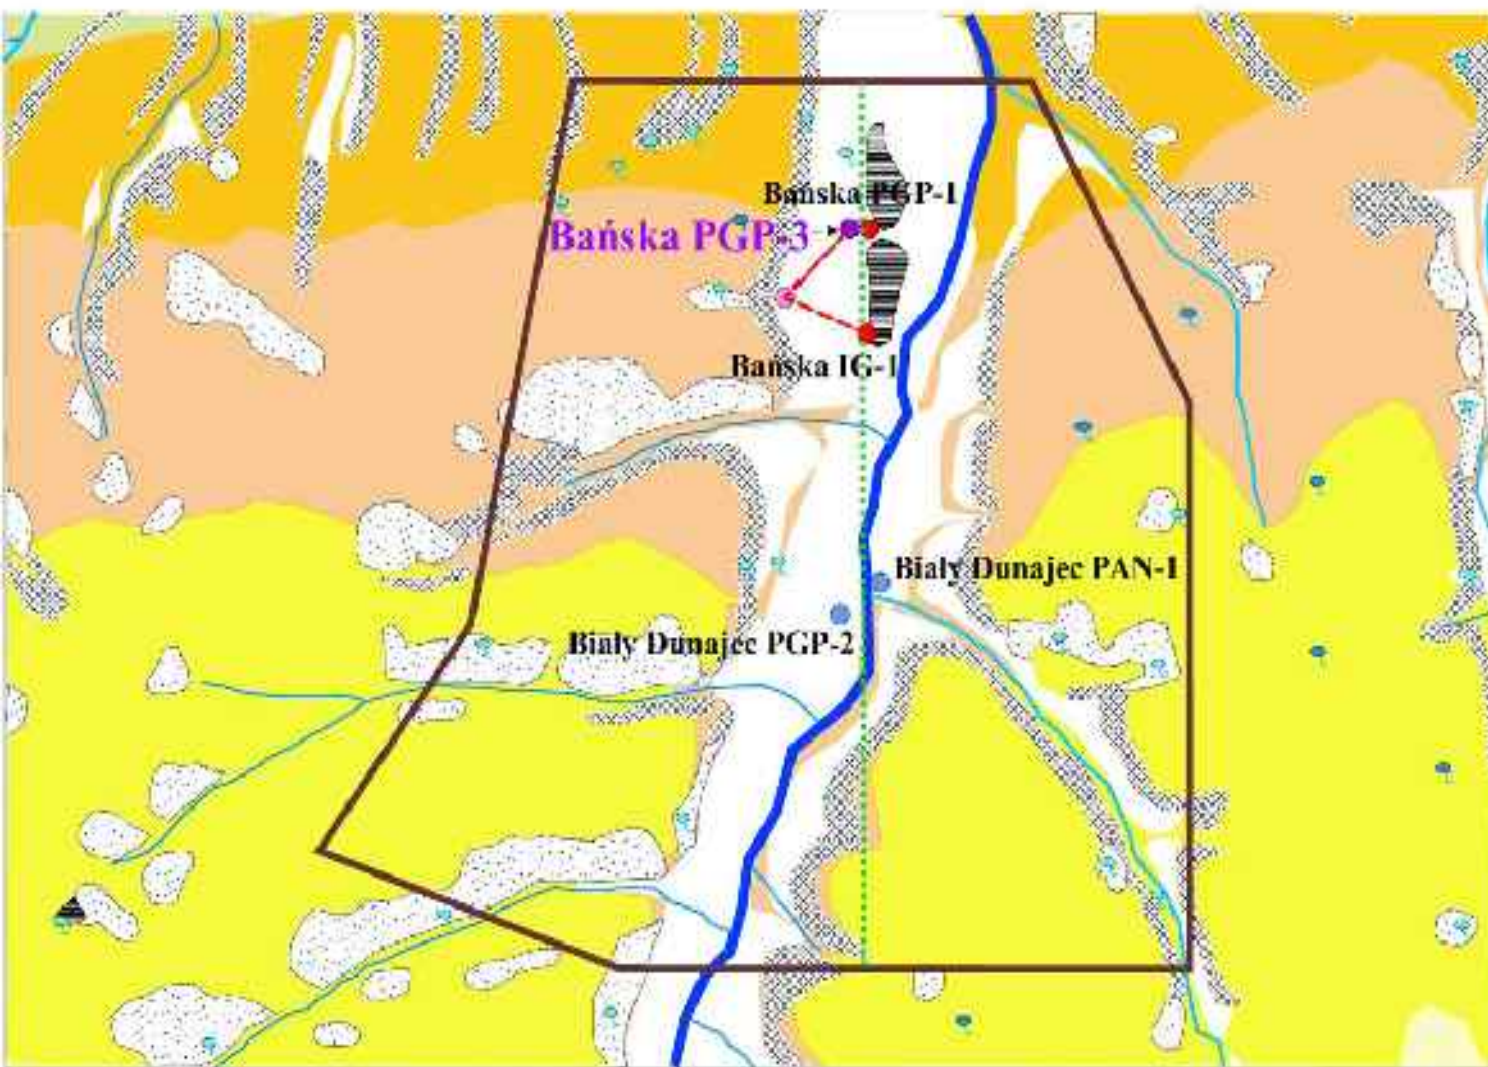 Bańska PGP-1
Bańska PGP-3
Bańska IG-1
Biały Dunajec PAN-1
Biały Dunajec PGP-2